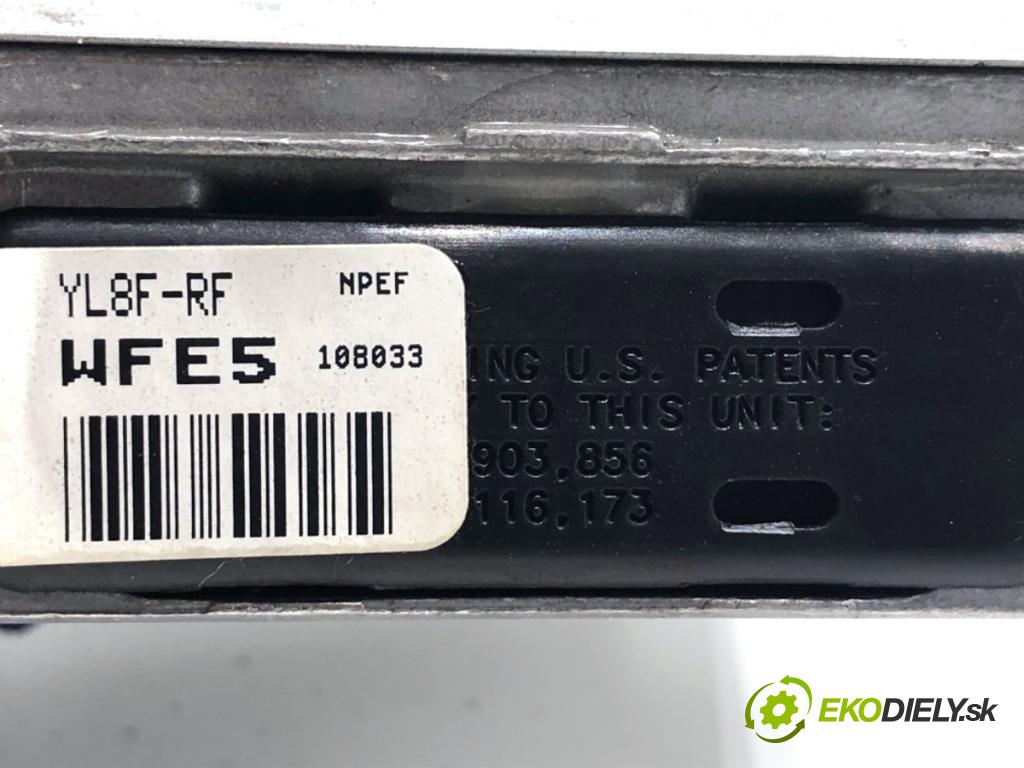 YL8F-RF NPEF
WFE5 108033
ING U.S. PATENTS
TO THIS UNIT:
903,856
116,173
EKODIELY.sk